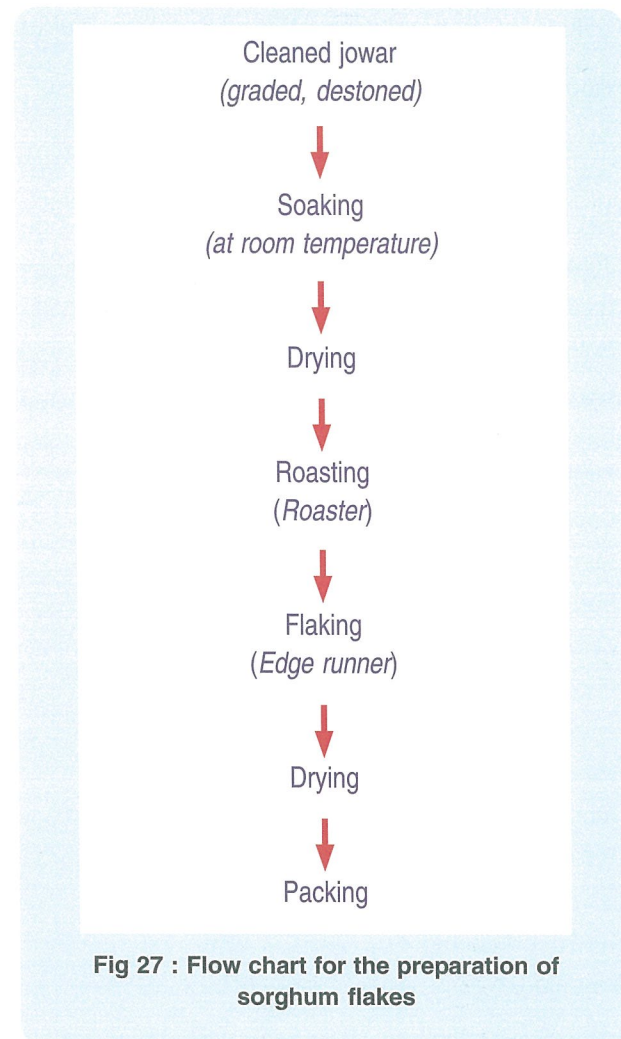 Cleaned jowar
(graded, destoned)
Soaking
(at room temperature)
Drying
Roasting
(Roaster)
Flaking
(Edge runner)
Drying
Packing
Fig 27 : Flow chart for the preparation of
sorghum flakes